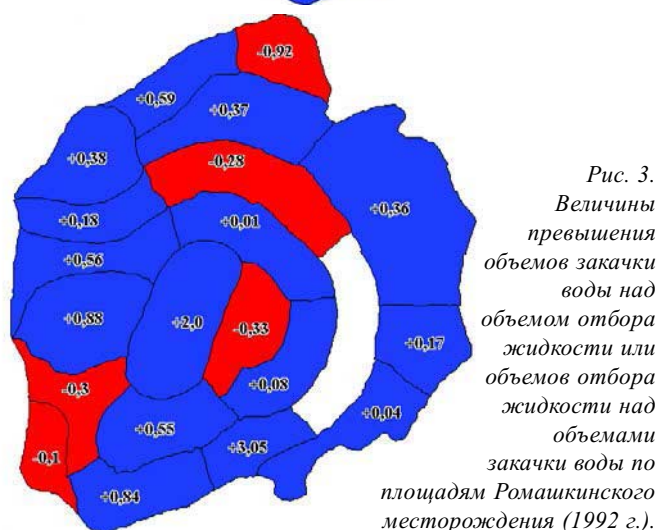 -0,92
+0,59
+0,37
+0,38
-0,28
+0,36
+0,18
+0,01
+0,56
+0,88
+2,0
-0,33
+0,17
-0,3
+0,08
+0,04
+0,55
-0,1
+3,05
+0,84
Рис. 3.
Величины
превышения
объемов закачки
воды над
объемом отбора
жидкости или
объемов отбора
жидкости над
объемами
закачки воды по
площадям Ромашкинского
месторождения (1992 г.).